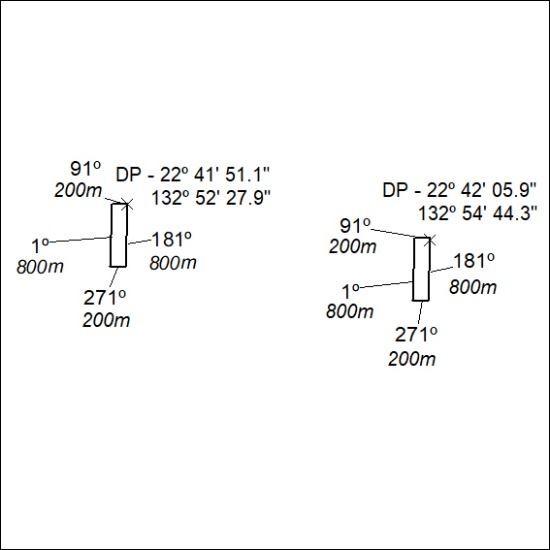 91º
200m
DP - 22º 41' 51.1"
132º 52' 27.9"
1º
800m
181º
800m
271º
200m
DP - 22º 42' 05.9"
132º 54' 44.3"
91º
200m
181º
800m
1º
800m
271º
200m